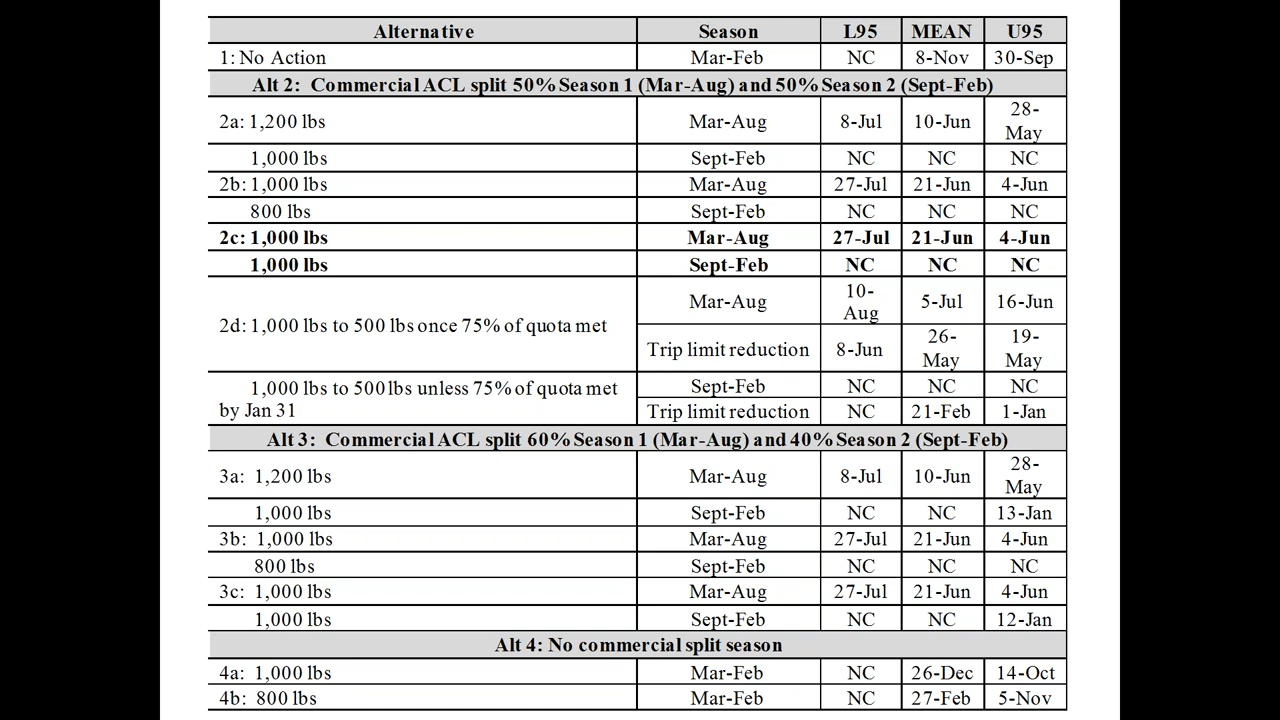 Alternative Season L95 MEAN U95
1: No Action Mar-Feb NC 8-Nov 30-Sep
Alt 2: Commercial ACL split 50% Season 1 (Mar-Aug) and 50% Season 2 (Sept-Feb)
2a: 1,200 lbs Mar-Aug 8-Jul 10-Jun 28-
May
1,000 lbs Sept-Feb NC NC NC
2b: 1,000 lbs Mar-Aug 27-Jul 21-Jun 4-Jun
800 lbs Sept-Feb NC NC NC
2c: 1,000 lbs Mar-Aug 27-Jul 21-Jun 4-Jun
1,000 lbs Sept-Feb NC NC NC
2d: 1,000 lbs to 500 lbs once 75% of quota met
Mar-Aug 10-
Aug 5-Jul 16-Jun
Trip limit reduction 8-Jun 26-
May 19-
May
1,000 lbs to 500 lbs unless 75% of quota met
by Jan 31
Sept-Feb NC NC NC
Trip limit reduction NC 21-Feb 1-Jan
Alt 3: Commercial ACL split 60% Season 1 (Mar-Aug) and 40% Season 2 (Sept-Feb)
3a: 1,200 lbs Mar-Aug 8-Jul 10-Jun 28-
May
1,000 lbs Sept-Feb NC NC 13-Jan
3b: 1,000 lbs Mar-Aug 27-Jul 21-Jun 4-Jun
800 lbs Sept-Feb NC NC NC
3c: 1,000 lbs Mar-Aug 27-Jul 21-Jun 4-Jun
1,000 lbs Sept-Feb NC NC 12-Jan
Alt 4: No commercial split season
4a: 1,000 lbs Mar-Feb NC 26-Dec 14-Oct
4b: 800 lbs Mar-Feb NC 27-Feb 5-Nov